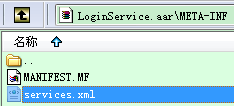 LoginService.aar\META-INF
名称
..
MANIFEST.MF
services.xml